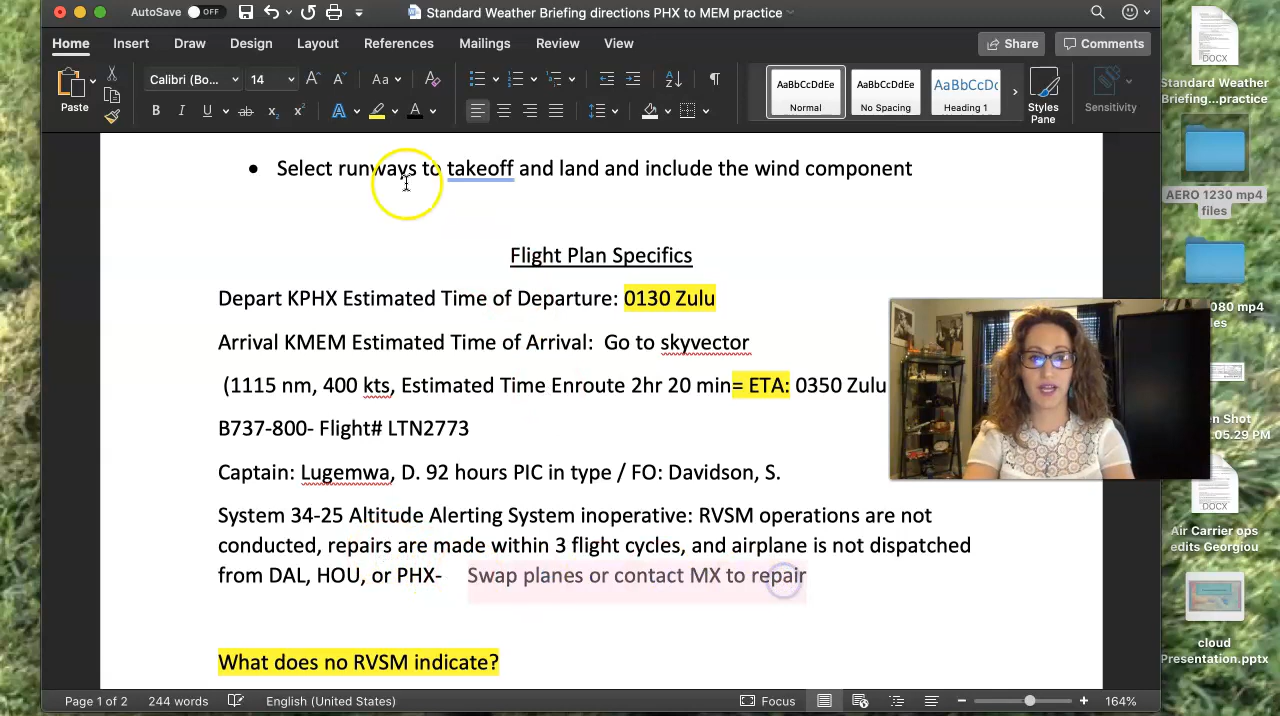 AutoSave OFF
Standard Weather Briefing directions PHX to MEM practice
Home Insert Draw Design Layout References Mailings Review View
Share Comments
Paste
Calibri (Bo... 14
AaBbCcDdEe AaBbCcDdEe AaBbCcDc
Normal No Spacing Heading 1
Styles Pane
Sensitivity
• Select runways to takeoff and land and include the wind component
Flight Plan Specifics
Depart KPHX Estimated Time of Departure: 0130 Zulu
Arrival KMEM Estimated Time of Arrival: Go to skyvector
(1115 nm, 400 kts, Estimated Time Enroute 2hr 20 min= ETA: 0350 Zulu
B737-800- Flight# LTN2773
Captain: Lugemwa, D. 92 hours PIC in type / FO: Davidson, S.
System 34-25 Altitude Alerting System inoperative: RVSM operations are not
conducted, repairs are made within 3 flight cycles, and airplane is not dispatched
from DAL, HOU, or PHX- Swap planes or contact MX to repair
What does no RVSM indicate?
Page 1 of 2 244 words English (United States) Focus 164%
DOCX
Standard Weather
Briefing...practice
AERO 1230 mp4
files
080 mp4
Shot
.05.29 PM
DOCX
Air Carrier ops
edits Georgiou
cloud
Presentation.pptx